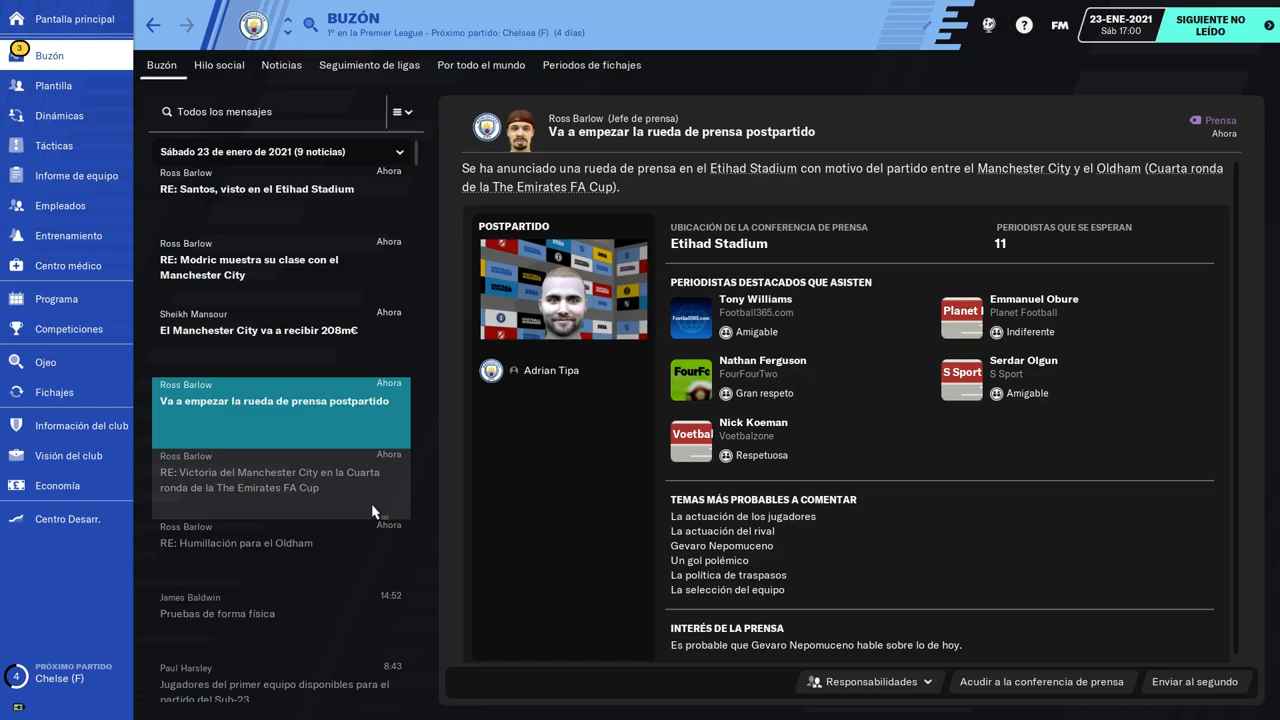 Pantalla principal
3
Buzón
Plantilla
Dinámicas
Tácticas
Informe de equipo
Empleados
Entrenamiento
Centro médico
Programa
Competiciones
Ojeo
Fichajes
Información del club
Visión del club
Economía
Centro Desarr.
4
PRÓXIMO PARTIDO
Chelse (F)
BUZÓN
1º en la Premier League - Próximo partido: Chelsea (F) (4 días)
FM
23-ENE-2021
Sáb 17:00
SIGUIENTE NO
LEÍDO
Buzón
Hilo social
Noticias
Seguimiento de ligas
Por todo el mundo
Periodos de fichajes
Todos los mensajes
Sábado 23 de enero de 2021 (9 noticias)
Ross Barlow
Ahora
RE: Santos, visto en el Etihad Stadium
Ross Barlow
Ahora
RE: Modric muestra su clase con el
Manchester City
Sheikh Mansour
Ahora
El Manchester City va a recibir 208m€
Ross Barlow
Ahora
Va a empezar la rueda de prensa postpartido
Ross Barlow
Ahora
RE: Victoria del Manchester City en la Cuarta
ronda de la The Emirates FA Cup
Ross Barlow
Ahora
RE: Humillación para el Oldham
James Baldwin
14:52
Pruebas de forma física
Paul Harsley
8:43
Jugadores del primer equipo disponibles para el
partido del Sub-23
Ross Barlow (Jefe de prensa)
Va a empezar la rueda de prensa postpartido
Prensa
Ahora
Se ha anunciado una rueda de prensa en el Etihad Stadium con motivo del partido entre el Manchester City y el Oldham (Cuarta ronda
de la The Emirates FA Cup).
POSTPARTIDO
Adrian Tipa
UBICACIÓN DE LA CONFERENCIA DE PRENSA
Etihad Stadium
PERIODISTAS QUE SE ESPERAN
11
PERIODISTAS DESTACADOS QUE ASISTEN
Tony Williams
Football365.com
Amigable
Planet
Emmanuel Obure
Planet Football
Indiferente
FourFo
Nathan Ferguson
FourFourTwo
Gran respeto
S Sport
Serdar Olgun
S Sport
Amigable
Voetbal
Nick Koeman
Voetbalzone
Respetuosa
TEMAS MÁS PROBABLES A COMENTAR
La actuación de los jugadores
La actuación del rival
Gevaro Nepomuceno
Un gol polémico
La política de traspasos
La selección del equipo
INTERÉS DE LA PRENSA
Es probable que Gevaro Nepomuceno hable sobre lo de hoy.
Responsabilidades
Acudir a la conferencia de prensa
Enviar al segundo